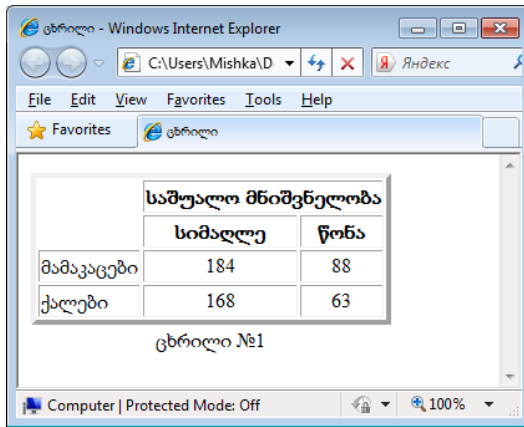 ცხრილი - Windows Internet Explorer
C:\Users\Mishka\D Яндекс
File Edit View Favorites Tools Help
Favorites ცხრილი
საშუალო მნიშვნელობა
სიმაღლე წონა
მამაკაცები 184 88
ქალები 168 63
ცხრილი №1
Computer | Protected Mode: Off 100%